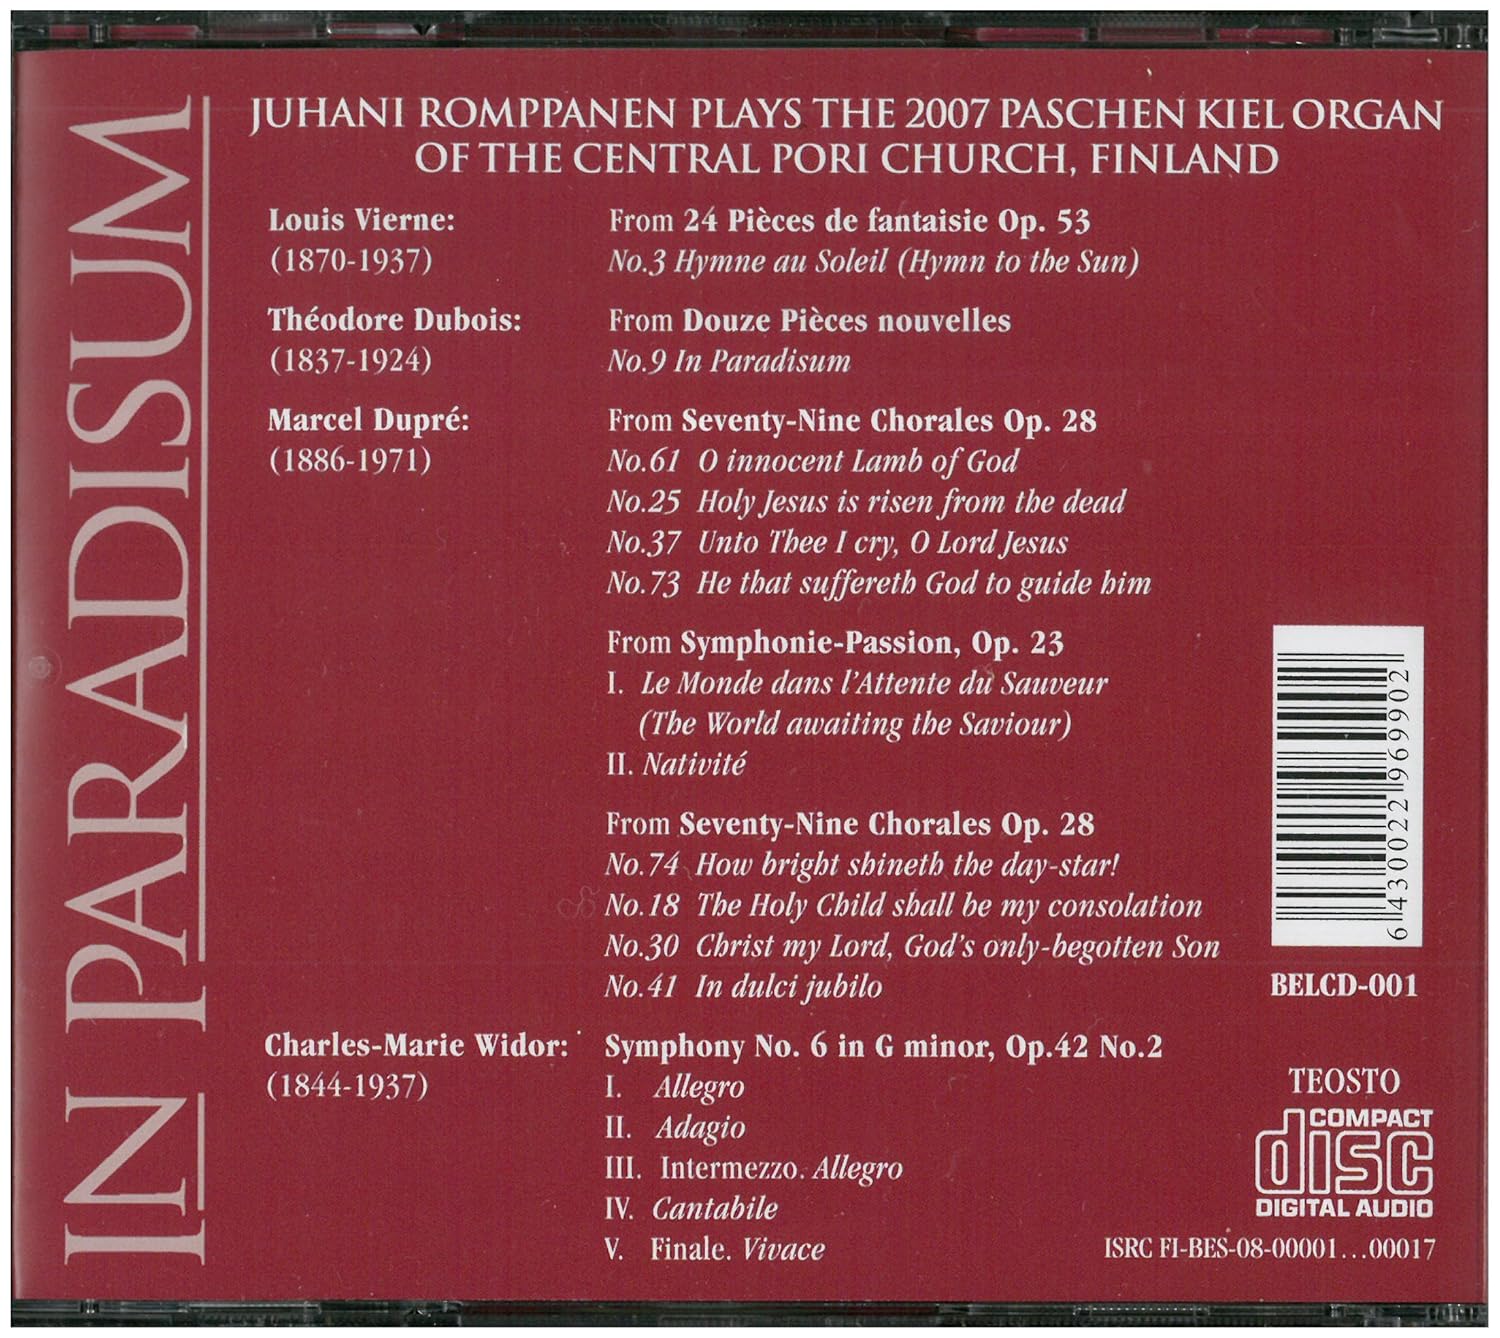 IN PARADISUM
JUHANI ROMPPANEN PLAYS THE 2007 PASCHEN KIEL ORGAN
OF THE CENTRAL PORI CHURCH, FINLAND
Louis Vierne: From 24 Pièces de fantaisie Op. 53
(1870-1937) No.3 Hymne au Soleil (Hymn to the Sun)
Théodore Dubois: From Douze Pièces nouvelles
(1837-1924) No.9 In Paradisum
Marcel Dupré: From Seventy-Nine Chorales Op. 28
(1886-1971) No.61 O innocent Lamb of God
No.25 Holy Jesus is risen from the dead
No.37 Unto Thee I cry, O Lord Jesus
No.73 He that suffereth God to guide him
From Symphonie-Passion, Op. 23
I. Le Monde dans l'Attente du Sauveur
(The World awaiting the Saviour)
II. Nativité
From Seventy-Nine Chorales Op. 28
No.74 How bright shineth the day-star!
No.18 The Holy Child shall be my consolation
No.30 Christ my Lord, God's only-begotten Son
No.41 In dulci jubilo
6 430022 969902
BELCD-001
Charles-Marie Widor: Symphony No. 6 in G minor, Op.42 No.2
(1844-1937) I. Allegro
II. Adagio
III. Intermezzo. Allegro
IV. Cantabile
V. Finale. Vivace
TEOSTO
COMPACT
disc
DIGITAL AUDIO
ISRC FI-BES-08-00001...00017